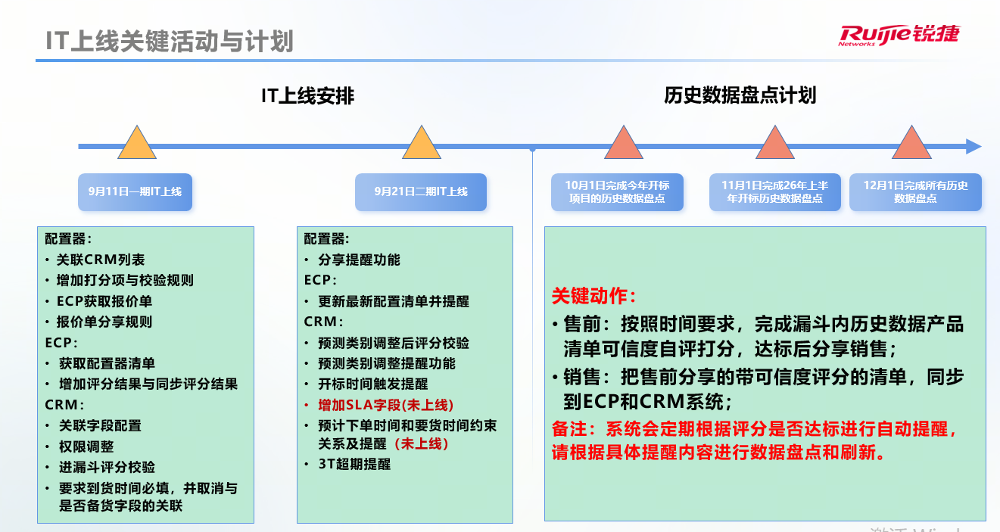 IT上线关键活动与计划
Ruijie锐捷
Networks
IT上线安排
历史数据盘点计划
9月11日一期IT上线
9月21日二期IT上线
10月1日完成今年开标
项目的历史数据盘点
11月1日完成26年上半
年开标历史数据盘点
12月1日完成所有历史
数据盘点
配置器：
• 关联CRM列表
• 增加打分项与校验规则
• ECP获取报价单
• 报价单分享规则
ECP：
• 获取配置器清单
• 增加评分结果与同步评分结果
CRM：
• 关联字段配置
• 权限调整
• 进漏斗评分校验
• 要求到货时间必填，并取消与
是否备货字段的关联
配置器：
• 分享提醒功能
ECP：
• 更新最新配置清单并提醒
CRM：
• 预测类别调整后评分校验
• 预测类别调整提醒功能
• 开标时间触发提醒
• 增加SLA字段(未上线)
• 预计下单时间和要货时间约束
关系及提醒（未上线）
• 3T超期提醒
关键动作：
• 售前：按照时间要求，完成漏斗内历史数据产品
清单可信度自评打分，达标后分享销售；
• 销售：把售前分享的带可信度评分的清单，同步
到ECP和CRM系统；
备注：系统会定期根据评分是否达标进行自动提醒，
请根据具体提醒内容进行数据盘点和刷新。